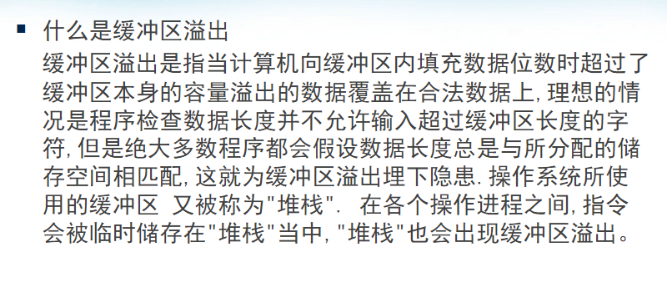 什么是缓冲区溢出
缓冲区溢出是指当计算机向缓冲区内填充数据位数时超过了
缓冲区本身的容量溢出的数据覆盖在合法数据上,理想的情
况是程序检查数据长度并不允许输入超过缓冲区长度的字
符,但是绝大多数程序都会假设数据长度总是与所分配的储
存空间相匹配,这就为缓冲区溢出埋下隐患.操作系统所使
用的缓冲区 又被称为"堆栈". 在各个操作进程之间,指令
会被临时储存在"堆栈"当中,"堆栈"也会出现缓冲区溢出。